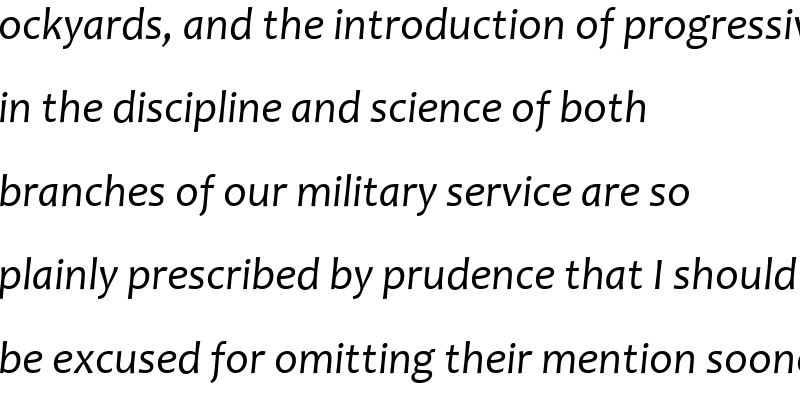 ockyards, and the introduction of progressiv
in the discipline and science of both
branches of our military service are so
plainly prescribed by prudence that I should
be excused for omitting their mention soon